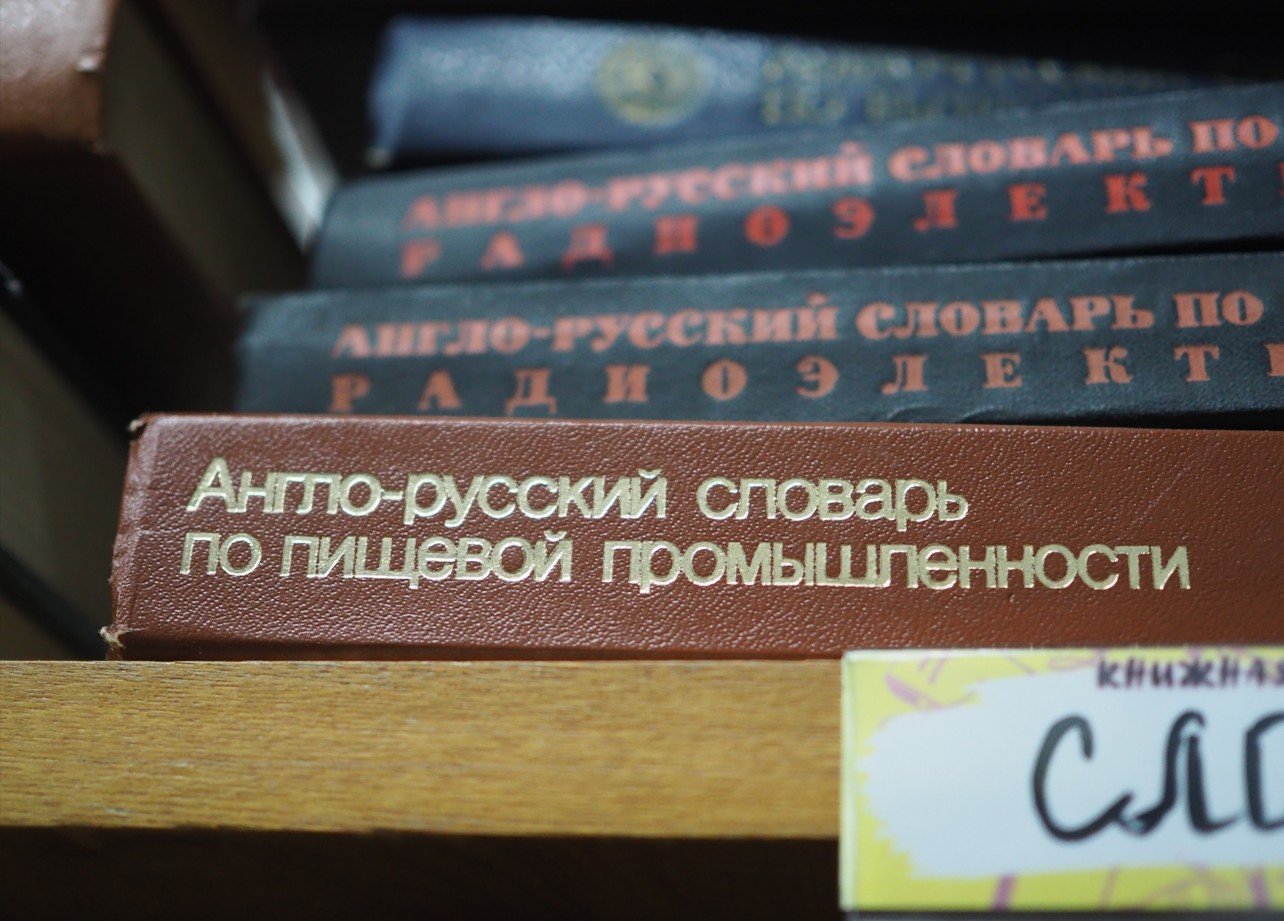 АНГЛО-РУССКИЙ СЛОВАРЬ ПО
РАДИОЭЛЕКТ
АНГЛО-РУССКИЙ СЛОВАРЬ ПО
РАДИОЭЛЕКТ
Англо-русский словарь
по пищевой промышленности
КНИЖНАЯ
СЛО